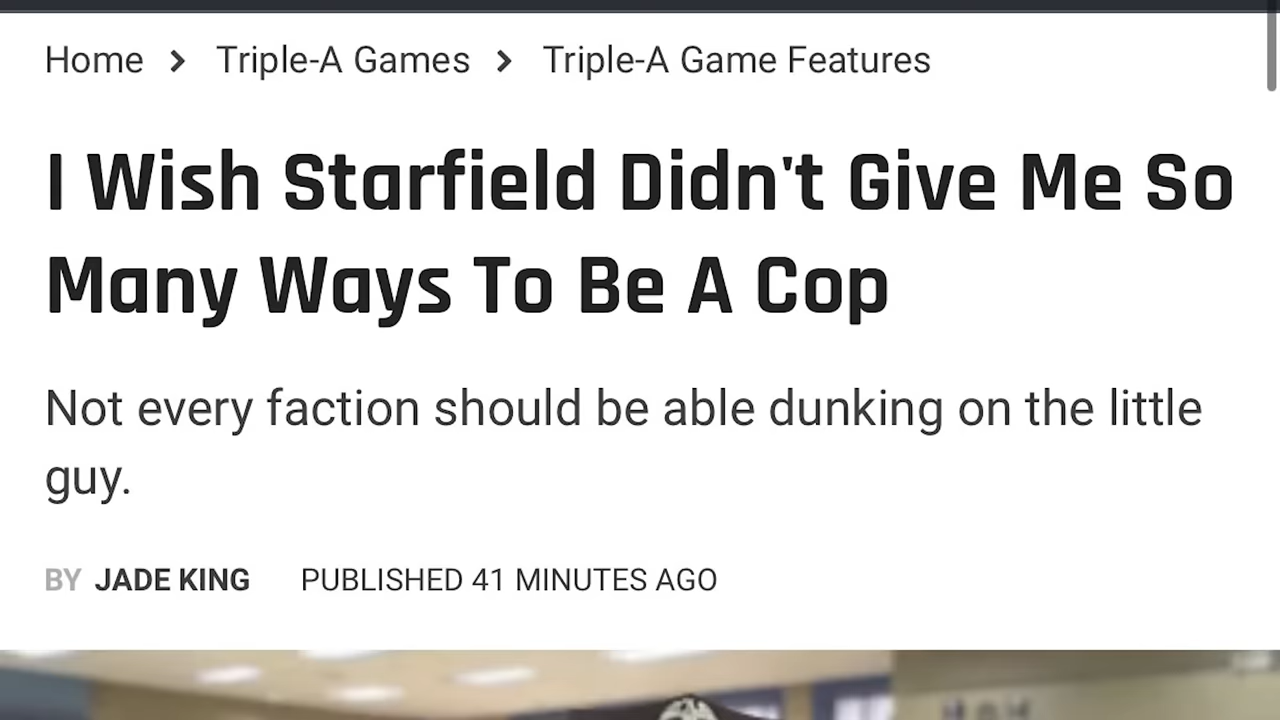 Home > Triple-A Games > Triple-A Game Features
I Wish Starfield Didn't Give Me So
Many Ways To Be A Cop
Not every faction should be able dunking on the little
guy.
BY JADE KING PUBLISHED 41 MINUTES AGO